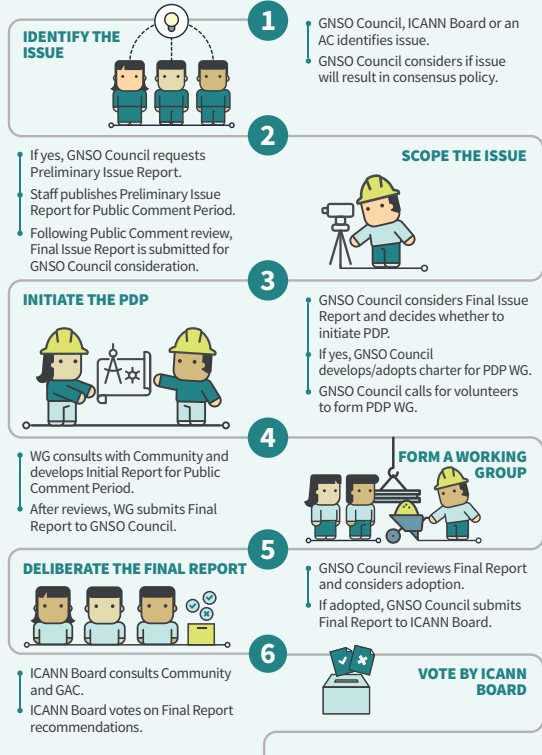 1
IDENTIFY THE
ISSUE
GNSO Council, ICANN Board or an
AC identifies issue.
GNSO Council considers if issue
will result in consensus policy.
2
SCOPE THE ISSUE
If yes, GNSO Council requests
Preliminary Issue Report.
Staff publishes Preliminary Issue
Report for Public Comment Period.
Following Public Comment review,
Final Issue Report is submitted for
GNSO Council consideration.
3
INITIATE THE PDP
GNSO Council considers Final Issue
Report and decides whether to
initiate PDP.
If yes, GNSO Council
develops/adopts charter for PDP WG.
GNSO Council calls for volunteers
to form PDP WG.
4
FORM A WORKING
GROUP
WG consults with Community and
develops Initial Report for Public
Comment Period.
After reviews, WG submits Final
Report to GNSO Council.
5
DELIBERATE THE FINAL REPORT
GNSO Council reviews Final Report
and considers adoption.
If adopted, GNSO Council submits
Final Report to ICANN Board.
6
VOTE BY ICANN
BOARD
ICANN Board consults Community
and GAC.
ICANN Board votes on Final Report
recommendations.